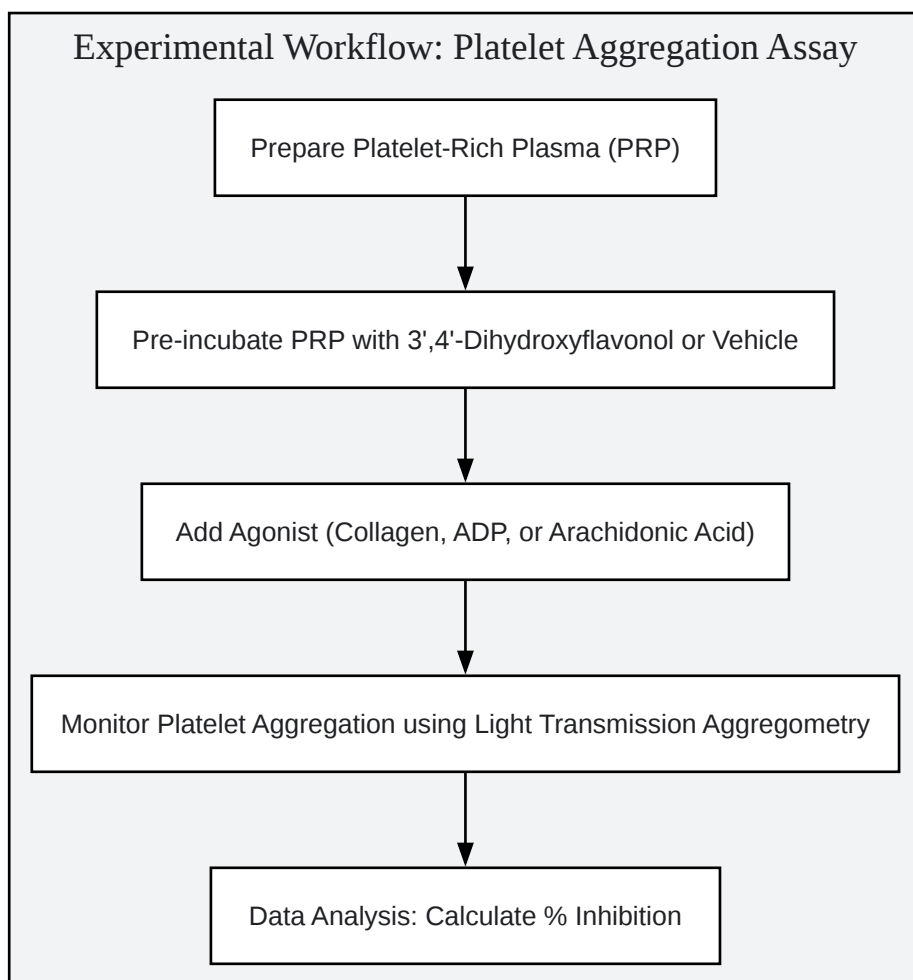 Experimental Workflow: Platelet Aggregation Assay
Prepare Platelet-Rich Plasma (PRP)
Pre-incubate PRP with 3',4'-Dihydroxyflavonol or Vehicle
Add Agonist (Collagen, ADP, or Arachidonic Acid)
Monitor Platelet Aggregation using Light Transmission Aggregometry
Data Analysis: Calculate % Inhibition